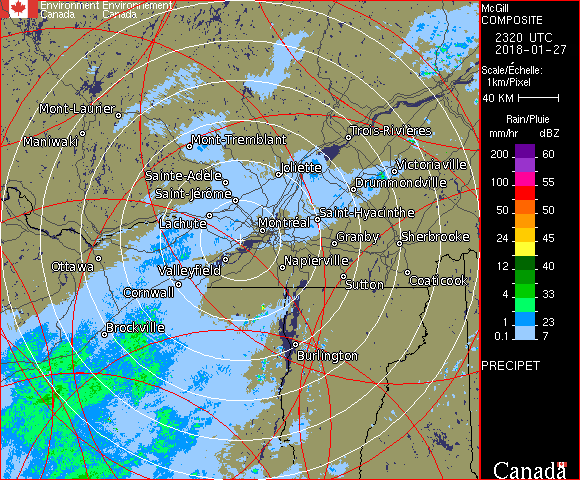 Environment Environnement
Canada Canada
McGill
COMPOSITE
2320 UTC
2018-01-27
Scale/Échelle:
1km/Pixel
40 KM
Rain/Pluie
mm/hr dBZ
200 60
100 55
50 50
24 45
12 40
4 33
1 23
0.1 7
PRECIPET
Canada
Mont-Laurier
Maniwaki
Mont-Tremblant
Trois-Rivières
Sainte-Adèle
Joliette
Victoriaville
Saint-Jérôme
Drummondville
Lachute
Saint-Hyacinthe
Montréal
Granby
Sherbrooke
Ottawa
Valleyfield
Napierville
Cornwall
Sutton
Coaticook
Brockville
Burlington